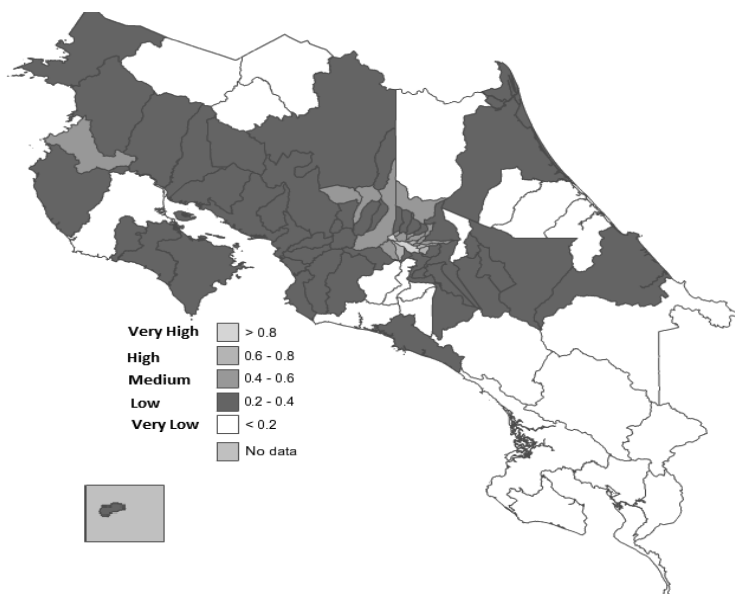 Very High > 0.8
High 0.6 - 0.8
Medium 0.4 - 0.6
Low 0.2 - 0.4
Very Low < 0.2
No data